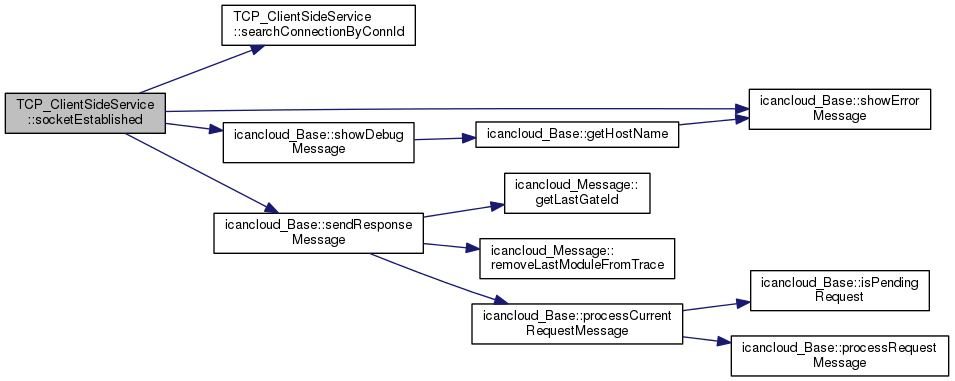 TCP_ClientSideService
::searchConnectionByConnId
TCP_ClientSideService
::socketEstablished
icancloud_Base::showError
Message
icancloud_Base::showDebug
Message
icancloud_Base::getHostName
icancloud_Message::
getLastGateId
icancloud_Base::sendResponse
Message
icancloud_Message::
removeLastModuleFromTrace
icancloud_Base::isPending
Request
icancloud_Base::processCurrent
RequestMessage
icancloud_Base::processRequest
Message